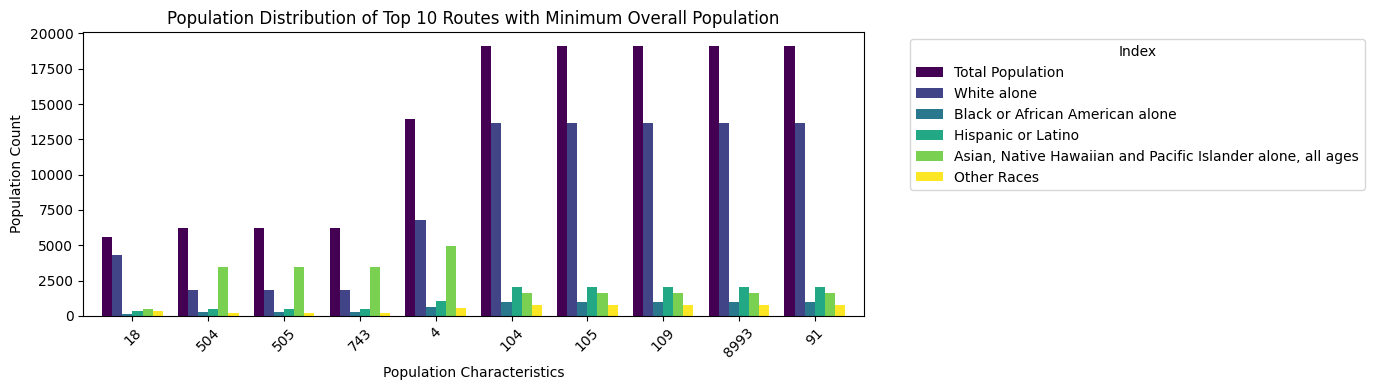 Population Distribution of Top 10 Routes with Minimum Overall Population
Population Count
20000
17500
15000
12500
10000
7500
5000
2500
0
18
504
505
743
4
104
105
109
8993
91
Population Characteristics
Index
Total Population
White alone
Black or African American alone
Hispanic or Latino
Asian, Native Hawaiian and Pacific Islander alone, all ages
Other Races